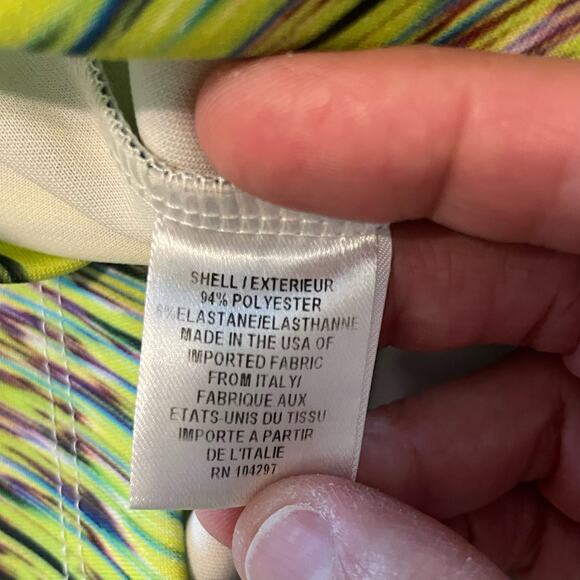 SHELL / EXTERIEUR
94% POLYESTER
% ELASTANE/ELASTHANNE
MADE IN THE USA OF
IMPORTED FABRIC
FROM ITALY/
FABRIQUE AUX
ETATS-UNIS DU TISSU
IMPORTE A PARTIR
DE L'ITALIE
RN 104297